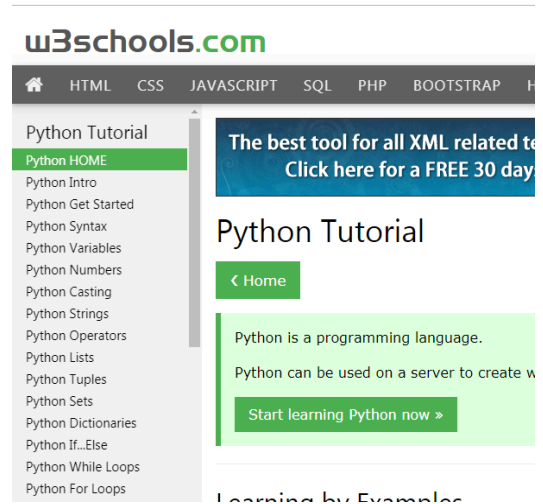 w3schools.com
HTML CSS JAVASCRIPT SQL PHP BOOTSTRAP
Python Tutorial
Python HOME
Python Intro
Python Get Started
Python Syntax
Python Variables
Python Numbers
Python Casting
Python Strings
Python Operators
Python Lists
Python Tuples
Python Sets
Python Dictionaries
Python If...Else
Python While Loops
Python For Loops
The best tool for all XML related
Click here for a FREE 30 day
Python Tutorial
❮ Home
Python is a programming language.
Python can be used on a server to create
Start learning Python now »
Learning by Examples